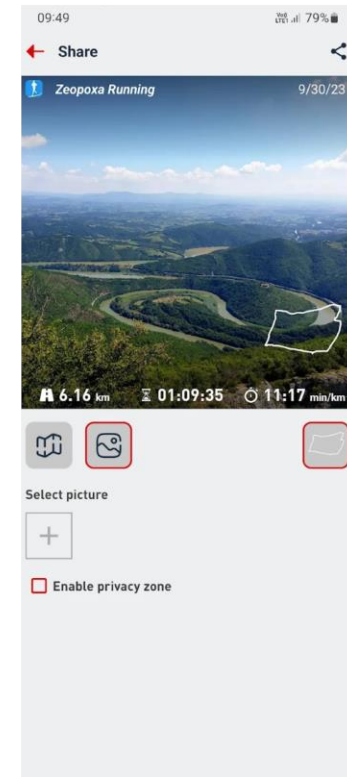 09:49 79%
Share
Zeopoxa Running 9/30/23
6.16 km 01:09:35 11:17 min/km
Select picture
Enable privacy zone